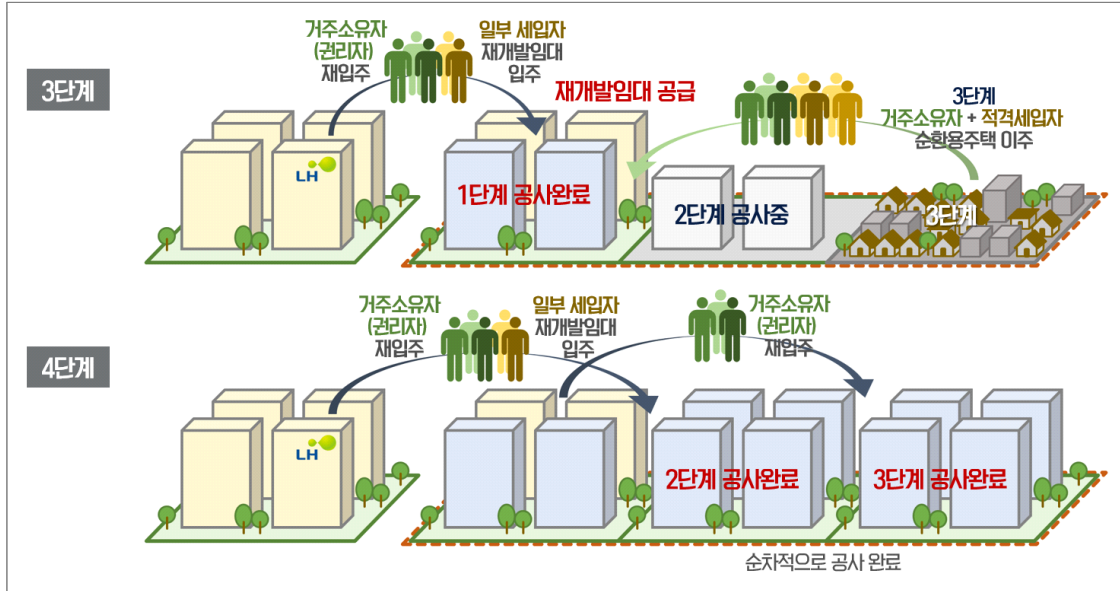 3단계
거주소유자
(권리자)
재입주
일부 세입자
재개발임대
입주
재개발임대 공급
3단계
거주소유자 + 적격세입자
순환용주택 이주
LH
1단계 공사완료
2단계 공사중
3단계
4단계
거주소유자
(권리자)
재입주
일부 세입자
재개발임대
입주
거주소유자
(권리자)
재입주
LH
2단계 공사완료
3단계 공사완료
순차적으로 공사 완료